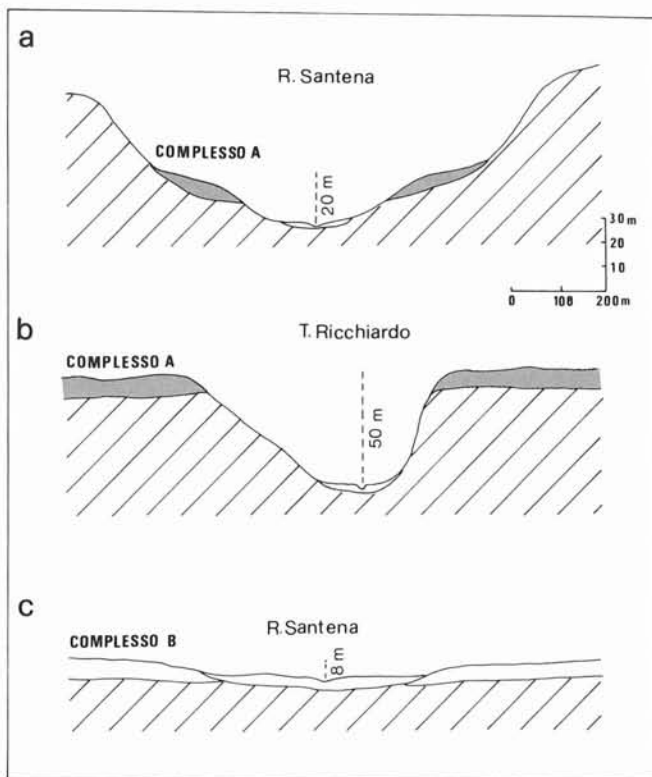 a
R. Santena
COMPLESSO A
20 m
30 m
20
10
0 100 200 m
b
T. Ricchiardo
COMPLESSO A
50 m
c
R. Santena
COMPLESSO B
8 m